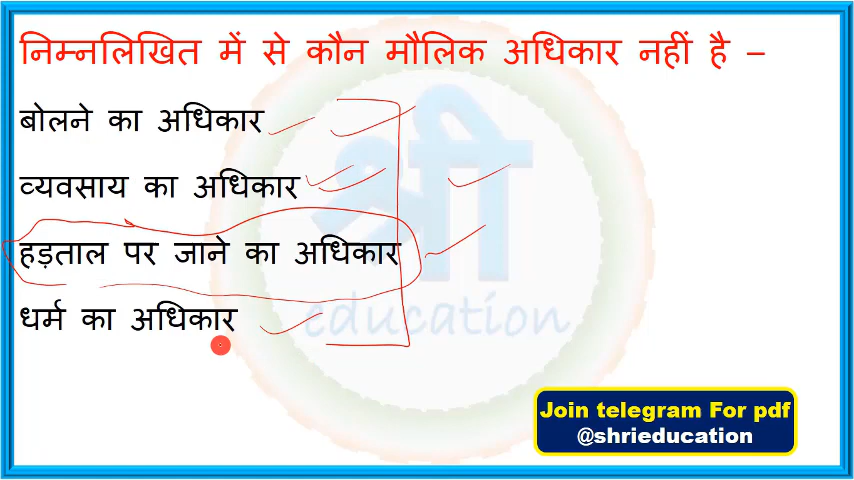 निम्नलिखित में से कौन मौलिक अधिकार नहीं है –
बोलने का अधिकार
व्यवसाय का अधिकार
हड़ताल पर जाने का अधिकार
धर्म का अधिकार
श्री
education
Join telegram For pdf
@shrieducation